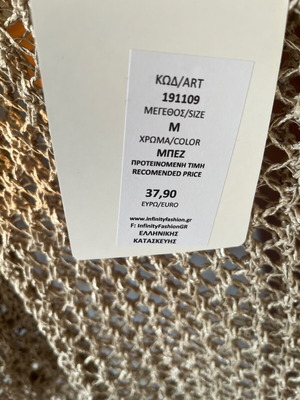 ΚΩΔ/ART
191109
ΜΕΓΕΘΟΣ/SIZE
M
ΧΡΩΜΑ/COLOR
ΜΠΕΖ
ΠΡΟΤΕΙΝΟΜΕΝΗ ΤΙΜΗ
RECOMENDED PRICE
37,90
ΕΥΡΩ/EURO
www.infinityfashion.gr
F: InfinityFashionGR
ΕΛΛΗΝΙΚΗΣ
ΚΑΤΑΣΚΕΥΗΣ